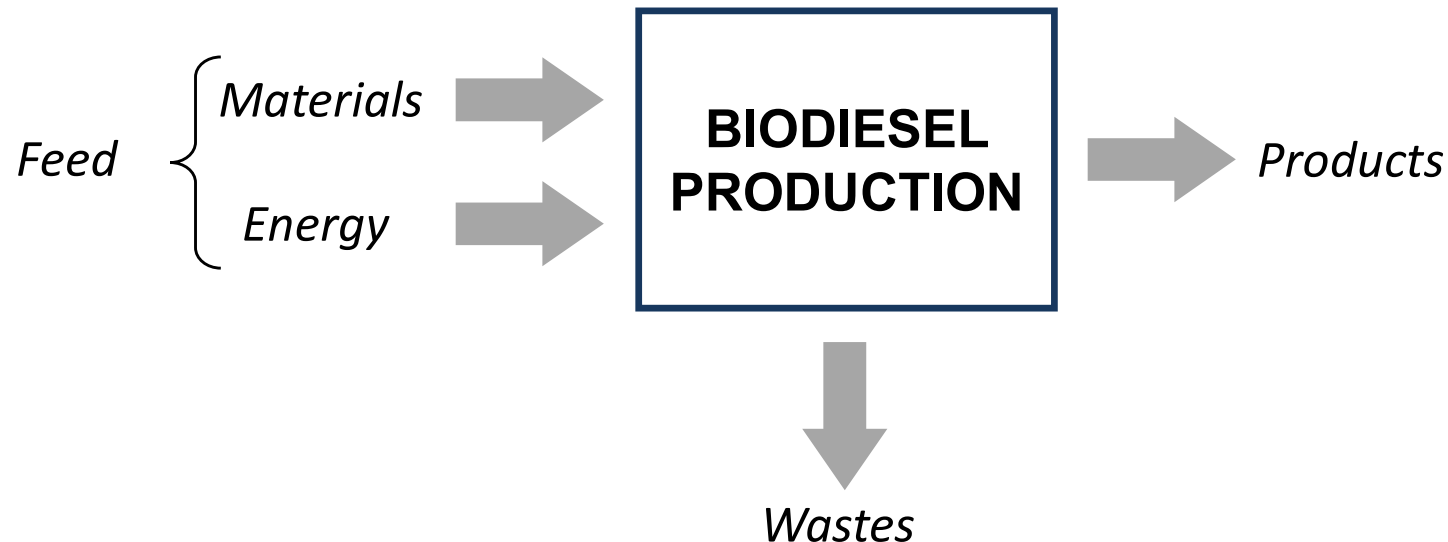 Feed
Materials
Energy
BIODIESEL
PRODUCTION
Products
Wastes